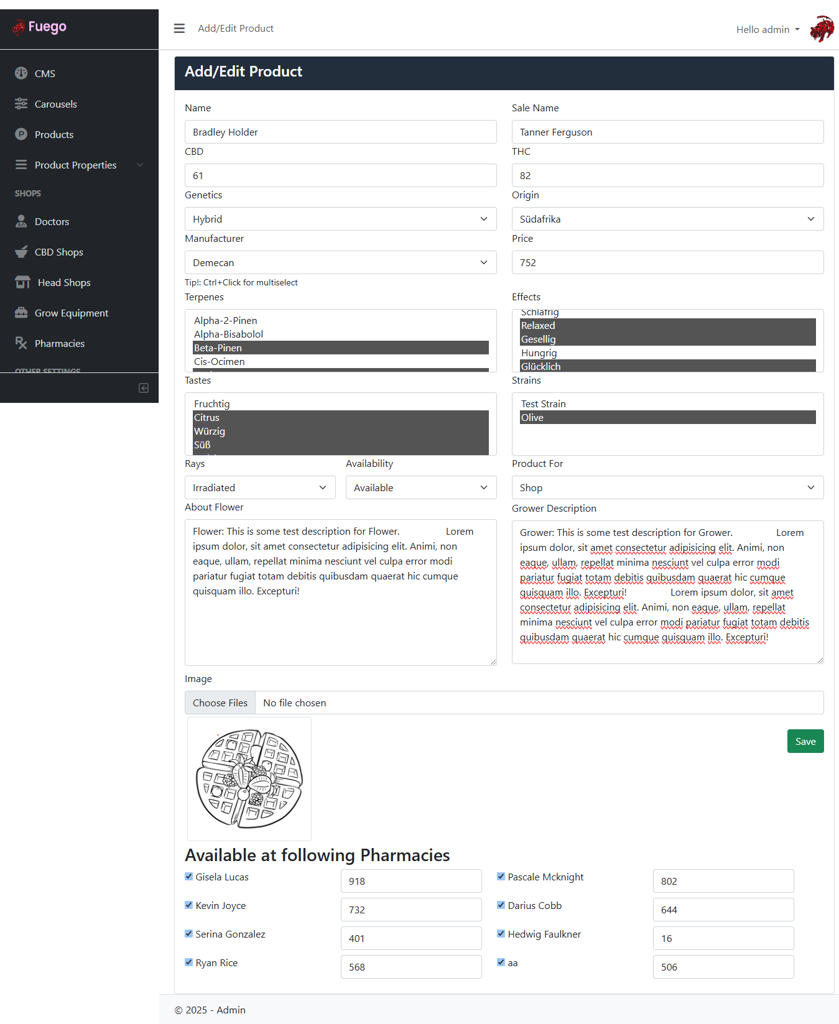 Fuego
Add/Edit Product
Hello admin
CMS
Carousels
Products
Product Properties
SHOPS
Doctors
CBD Shops
Head Shops
Grow Equipment
Pharmacies
OTHER SETTINGS
Add/Edit Product
Name
Sale Name
Bradley Holder
Tanner Ferguson
CBD
THC
61
82
Genetics
Origin
Hybrid
Südafrika
Manufacturer
Price
Demecan
752
Tip!: Ctrl+Click for multiselect
Terpenes
Effects
Alpha-2-Pinen
Alpha-Bisabolol
Beta-Pinen
Cis-Ocimen
Schläfrig
Relaxed
Gesellig
Hungrig
Glücklich
Tastes
Strains
Fruchtig
Citrus
Würzig
Süß
Test Strain
Olive
Rays
Availability
Product For
Irradiated
Available
Shop
About Flower
Grower Description
Flower: This is some test description for Flower. Lorem
ipsum dolor, sit amet consectetur adipisicing elit. Animi, non
eaque, ullam, repellat minima nesciunt vel culpa error modi
pariatur fugiat totam debitis quibusdam quaerat hic cumque
quisquam illo. Excepturi!
Grower: This is some test description for Grower. Lorem
ipsum dolor, sit amet consectetur adipisicing elit. Animi, non
eaque, ullam, repellat minima nesciunt vel culpa error modi
pariatur fugiat totam debitis quibusdam quaerat hic cumque
quisquam illo. Excepturi! Lorem ipsum dolor, sit amet
consectetur adipisicing elit. Animi, non eaque, ullam, repellat
minima nesciunt vel culpa error modi pariatur fugiat totam debitis
quibusdam quaerat hic cumque quisquam illo. Excepturi!
Image
Choose Files No file chosen
Save
Available at following Pharmacies
Gisela Lucas 918 Pascale Mcknight 802
Kevin Joyce 732 Darius Cobb 644
Serina Gonzalez 401 Hedwig Faulkner 16
Ryan Rice 568 aa 506
© 2025 - Admin